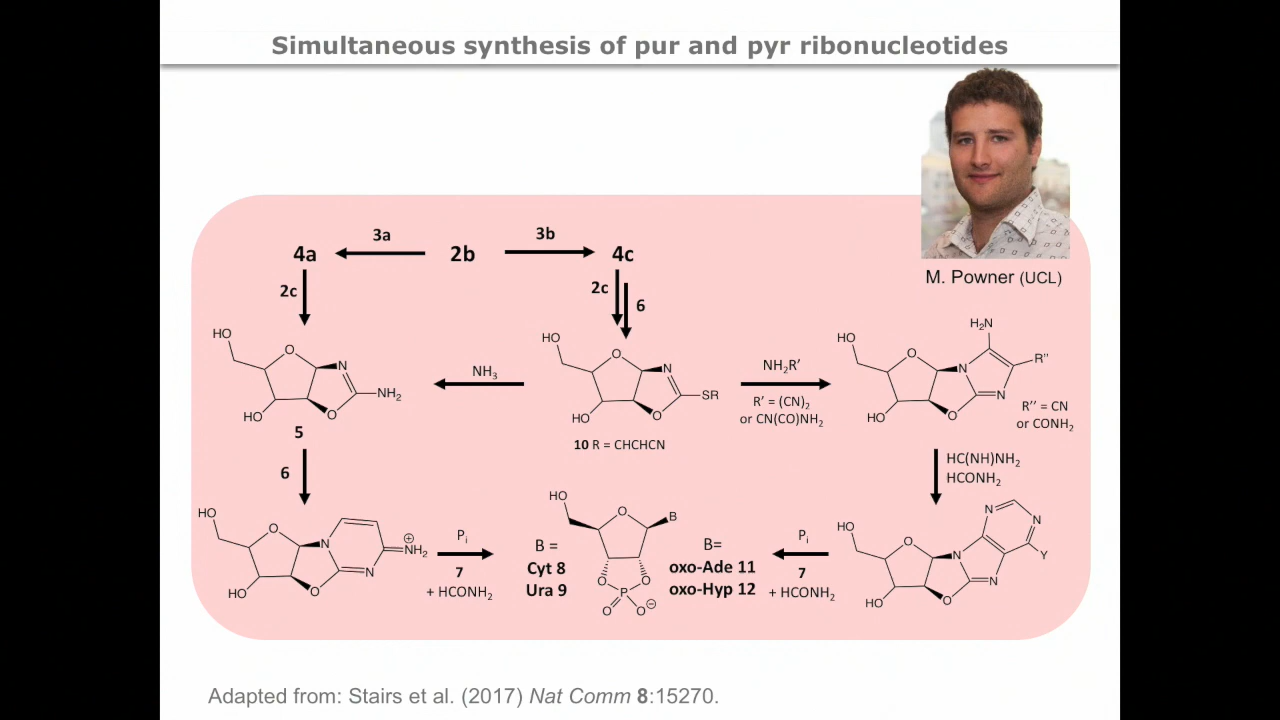 Simultaneous synthesis of pur and pyr ribonucleotides
M. Powner (UCL)
4a
3a
2b
3b
4c
2c
2c
6
HO
O
N
NH₂
O
HO
5
NH₃
HO
O
N
SR
O
HO
10 R = CHCHCN
NH₂R′
R′ = (CN)₂
or CN(CO)NH₂
H₂N
HO
O
N
R″
N
O
HO
R′′ = CN
or CONH₂
6
HC(NH)NH₂
HCONH₂
HO
O
N
⊕
NH₂
N
O
HO
Pᵢ
7
+ HCONH₂
B =
Cyt 8
Ura 9
HO
O
B
O
O
P
O
O⊖
B=
oxo-Ade 11
oxo-Hyp 12
Pᵢ
7
+ HCONH₂
HO
O
N
N
N
Y
N
O
HO
Adapted from: Stairs et al. (2017) Nat Comm 8:15270.